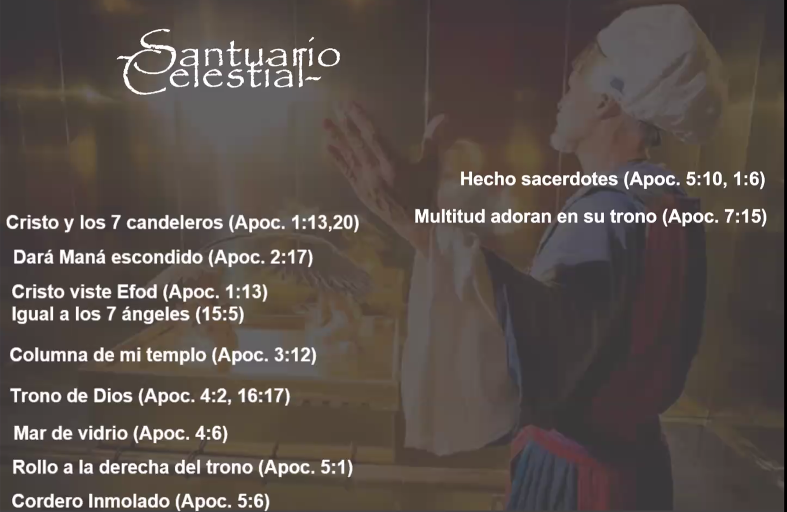 Santuario
Celestial
Cristo y los 7 candeleros (Apoc. 1:13,20)
Dará Maná escondido (Apoc. 2:17)
Cristo viste Efod (Apoc. 1:13)
Igual a los 7 ángeles (15:5)
Columna de mi templo (Apoc. 3:12)
Trono de Dios (Apoc. 4:2, 16:17)
Mar de vidrio (Apoc. 4:6)
Rollo a la derecha del trono (Apoc. 5:1)
Cordero Inmolado (Apoc. 5:6)
Hecho sacerdotes (Apoc. 5:10, 1:6)
Multitud adoran en su trono (Apoc. 7:15)